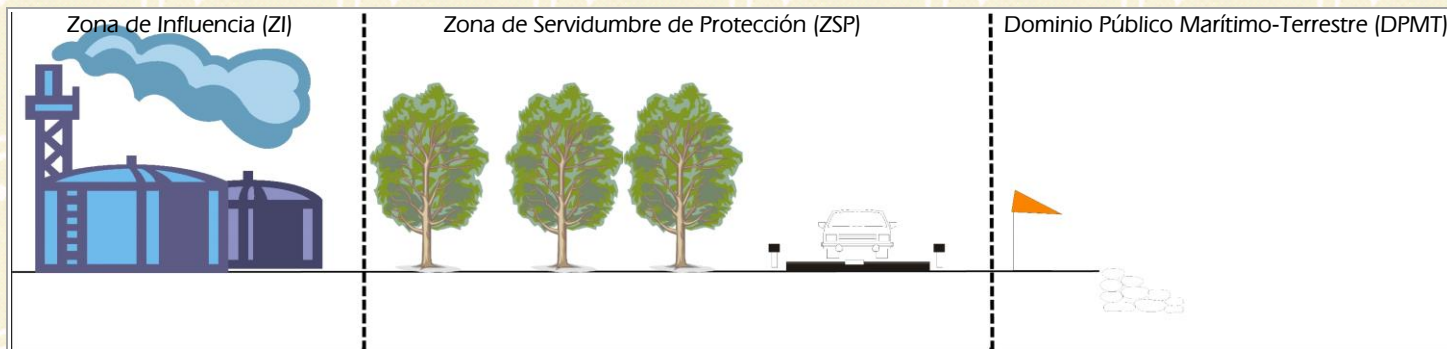 Zona de Influencia (ZI)
Zona de Servidumbre de Protección (ZSP)
Dominio Público Marítimo-Terrestre (DPMT)